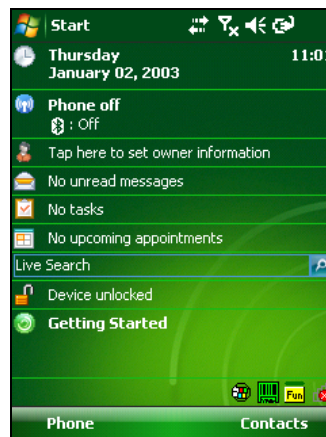 Start
Thursday 11:01
January 02, 2003
Phone off
: Off
Tap here to set owner information
No unread messages
No tasks
No upcoming appointments
Live Search
Device unlocked
Getting Started
Fun
Phone Contacts